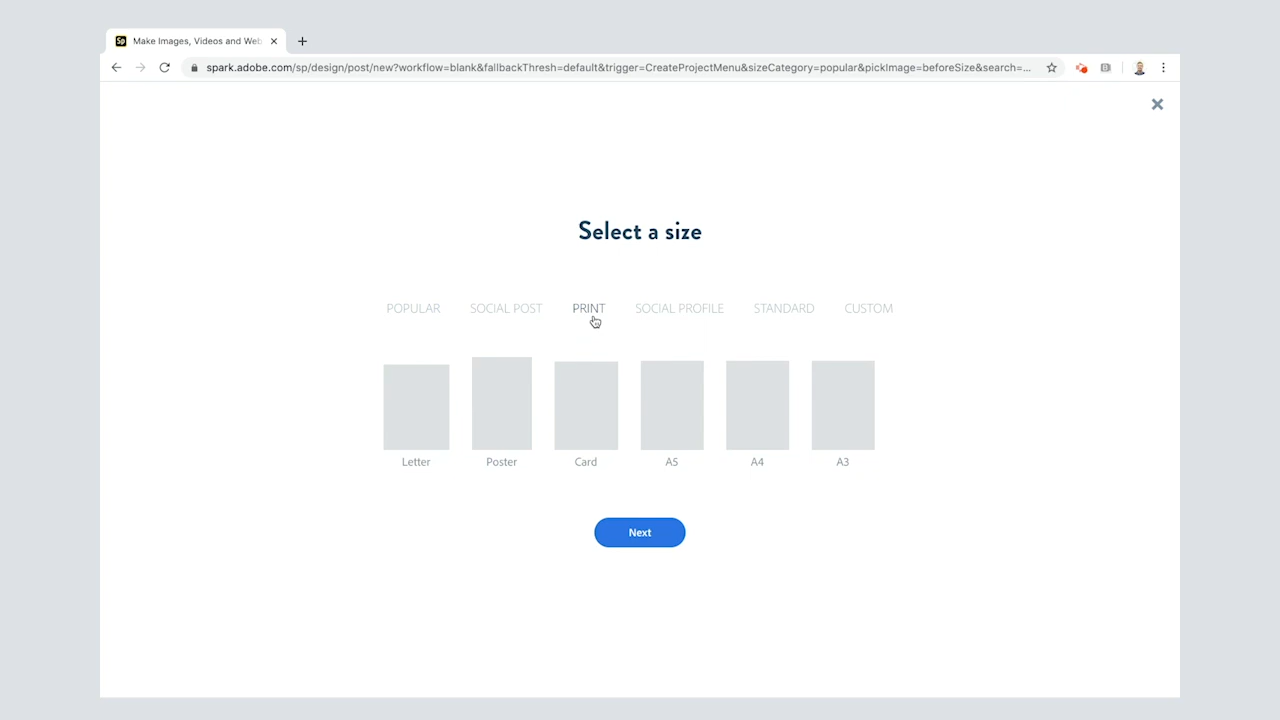 Sp Make Images, Videos and Web
spark.adobe.com/sp/design/post/new?workflow=blank&fallbackThresh=default&trigger=CreateProjectMenu&sizeCategory=popular&pickImage=beforeSize&search=...
Select a size
POPULAR SOCIAL POST PRINT SOCIAL PROFILE STANDARD CUSTOM
Letter Poster Card A5 A4 A3
Next